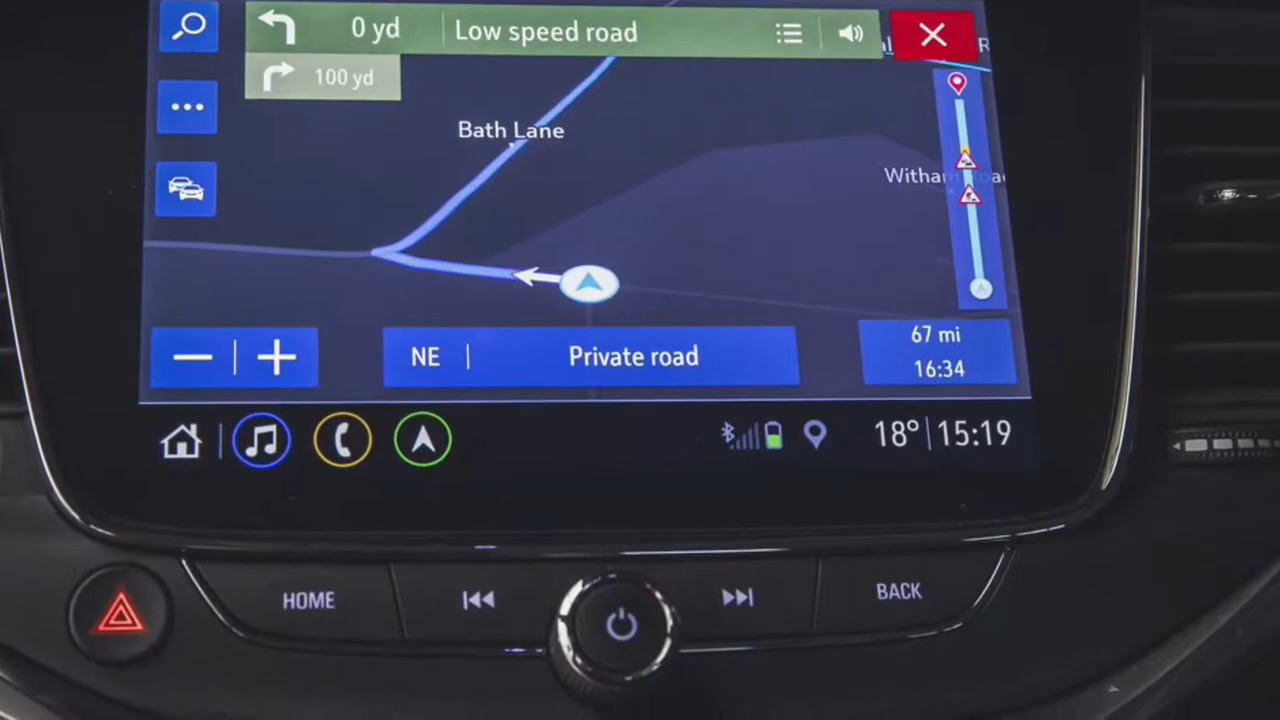 0 yd Low speed road
100 yd
Bath Lane
NE Private road
67 mi
16:34
18° 15:19
HOME
BACK